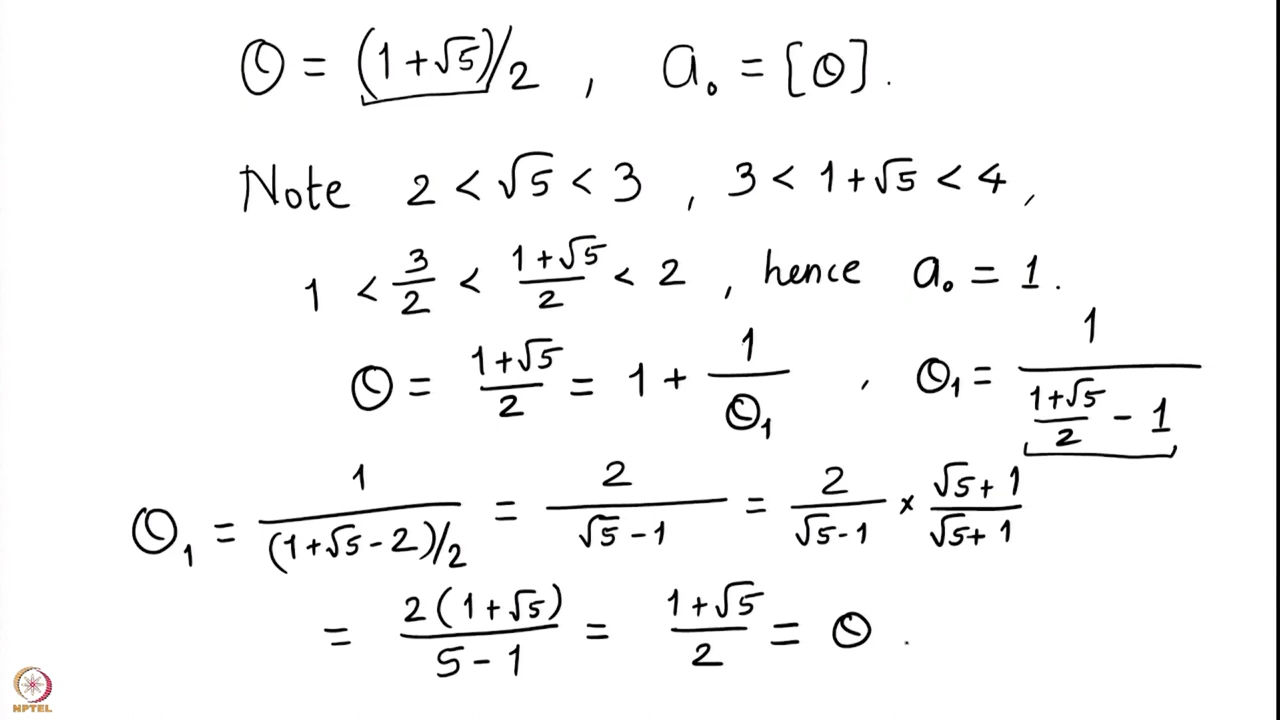 Θ = (1+√5)/2 , a₀ = [Θ].
Note 2 < √5 < 3 , 3 < 1+√5 < 4 ,
1 < 3/2 < (1+√5)/2 < 2 , hence a₀ = 1.
Θ = (1+√5)/2 = 1 + 1/Θ₁ , Θ₁ = 1/((1+√5)/2 - 1)
Θ₁ = 1/((1+√5-2)/2) = 2/(√5-1) = 2/(√5-1) × (√5+1)/(√5+1)
= 2(1+√5)/(5-1) = (1+√5)/2 = Θ .
NPTEL